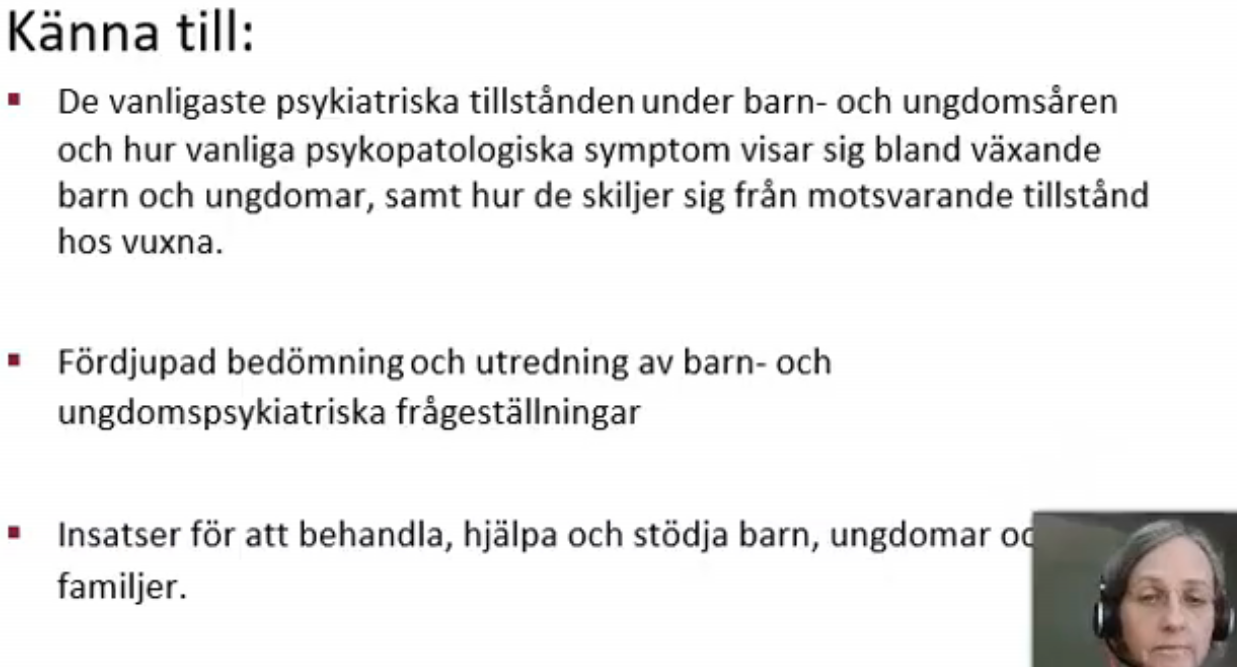 Känna till:
De vanligaste psykiatriska tillstånden under barn- och ungdomsåren
och hur vanliga psykopatologiska symptom visar sig bland växande
barn och ungdomar, samt hur de skiljer sig från motsvarande tillstånd
hos vuxna.
Fördjupad bedömning och utredning av barn- och
ungdomspsykiatriska frågeställningar
Insatser för att behandla, hjälpa och stödja barn, ungdomar
familjer.